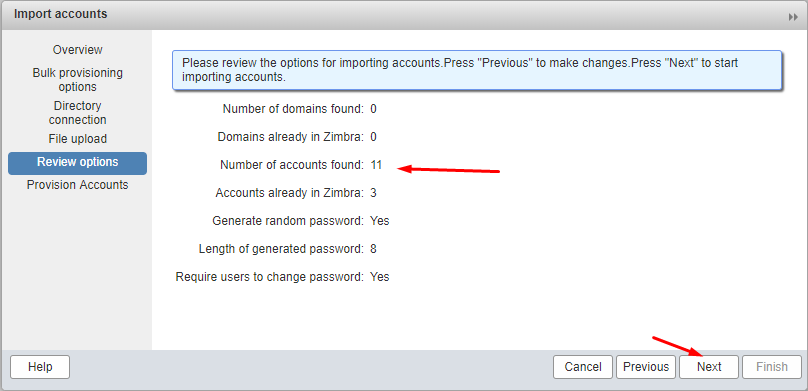 Import accounts
Overview
Bulk provisioning
options
Directory
connection
File upload
Review options
Provision Accounts
Please review the options for importing accounts.Press "Previous" to make changes.Press "Next" to start
importing accounts.
Number of domains found: 0
Domains already in Zimbra: 0
Number of accounts found: 11
Accounts already in Zimbra: 3
Generate random password: Yes
Length of generated password: 8
Require users to change password: Yes
Help
Cancel
Previous
Next
Finish